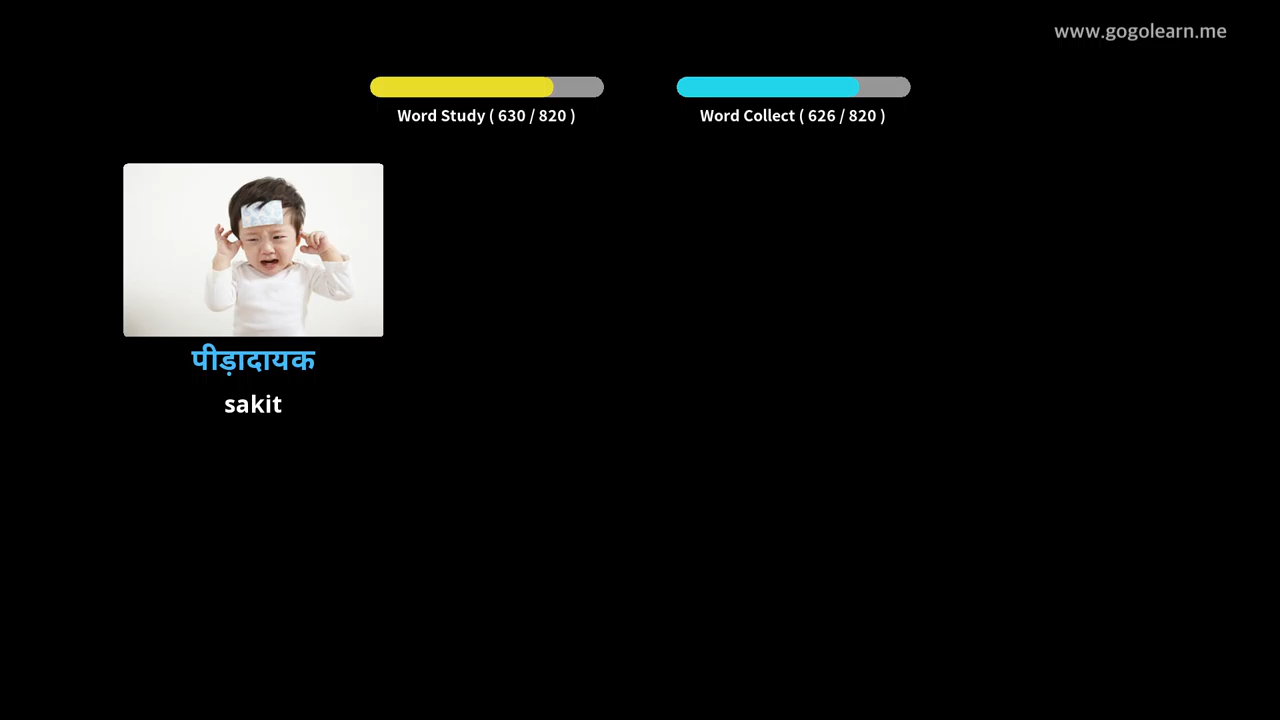 www.gogolearn.me
Word Study ( 630 / 820 )
Word Collect ( 626 / 820 )
पीड़ादायक
sakit